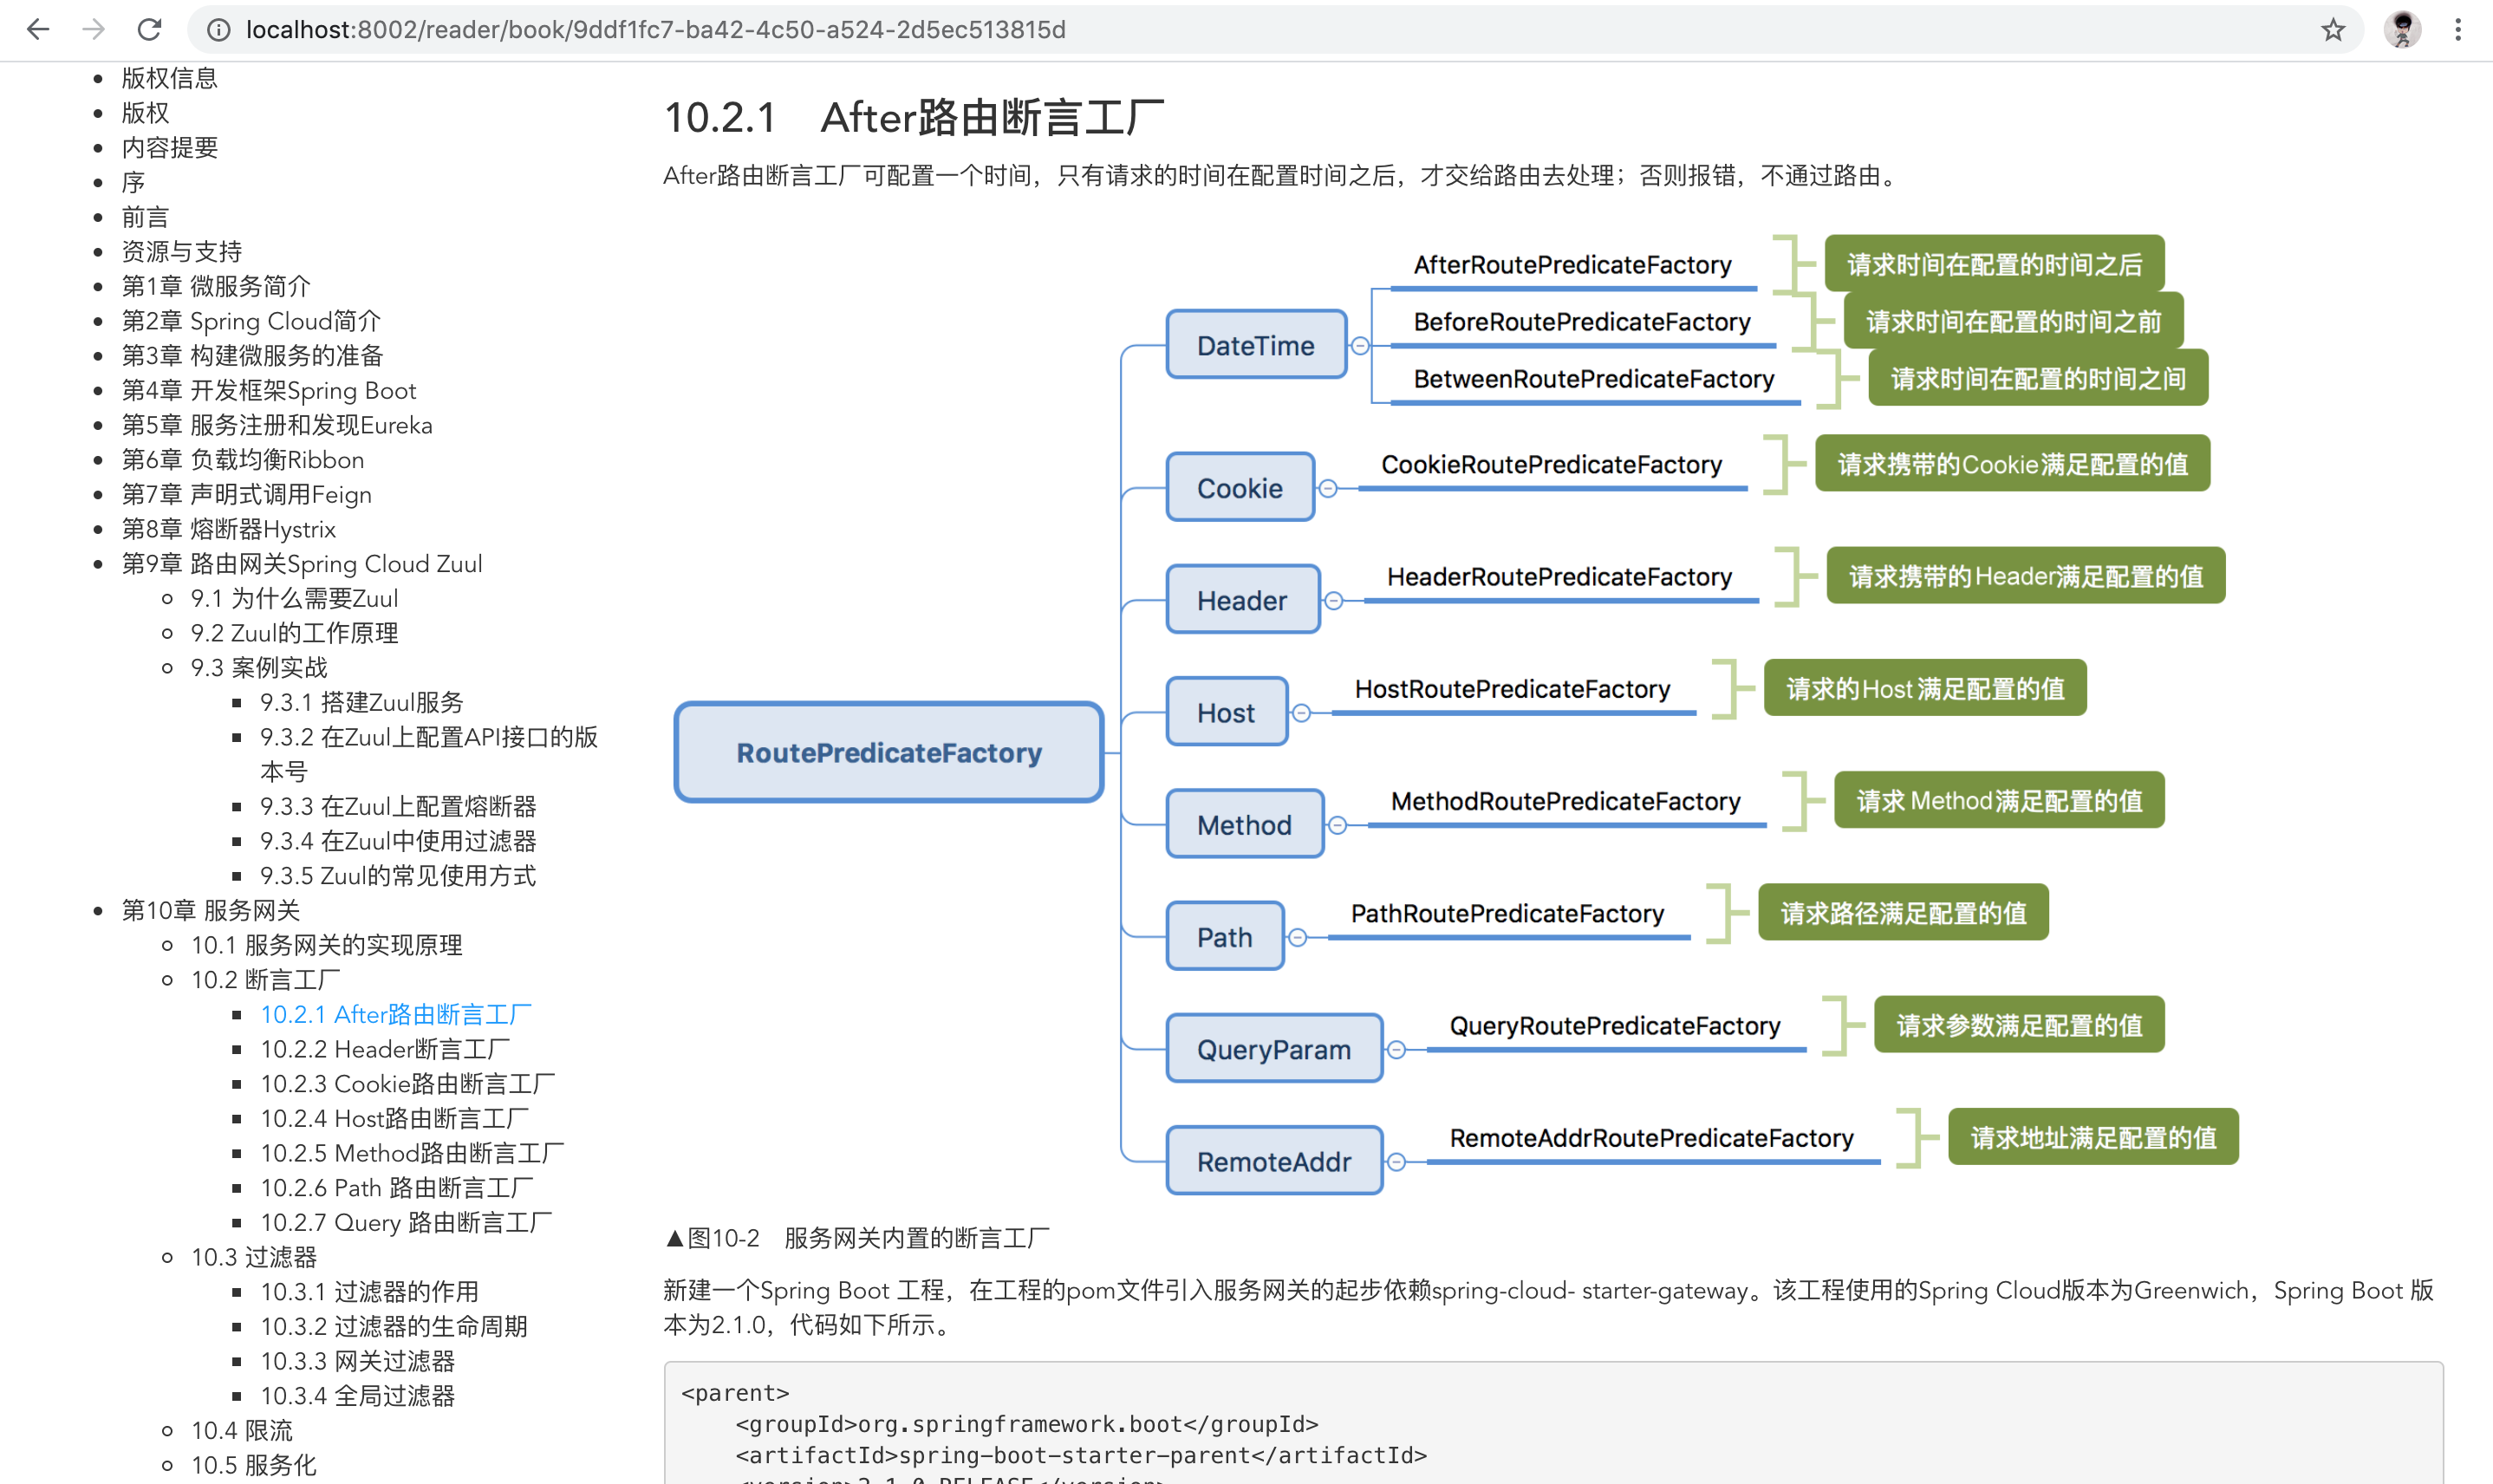 localhost:8002/reader/book/9ddf1fc7-ba42-4c50-a524-2d5ec513815d
版权信息
版权
内容提要
序
前言
资源与支持
第1章 微服务简介
第2章 Spring Cloud简介
第3章 构建微服务的准备
第4章 开发框架Spring Boot
第5章 服务注册和发现Eureka
第6章 负载均衡Ribbon
第7章 声明式调用Feign
第8章 熔断器Hystrix
第9章 路由网关Spring Cloud Zuul
9.1 为什么需要Zuul
9.2 Zuul的工作原理
9.3 案例实战
9.3.1 搭建Zuul服务
9.3.2 在Zuul上配置API接口的版
本号
9.3.3 在Zuul上配置熔断器
9.3.4 在Zuul中使用过滤器
9.3.5 Zuul的常见使用方式
第10章 服务网关
10.1 服务网关的实现原理
10.2 断言工厂
10.2.1 After路由断言工厂
10.2.2 Header断言工厂
10.2.3 Cookie路由断言工厂
10.2.4 Host路由断言工厂
10.2.5 Method路由断言工厂
10.2.6 Path 路由断言工厂
10.2.7 Query 路由断言工厂
10.3 过滤器
10.3.1 过滤器的作用
10.3.2 过滤器的生命周期
10.3.3 网关过滤器
10.3.4 全局过滤器
10.4 限流
10.5 服务化
10.2.1 After路由断言工厂
After路由断言工厂可配置一个时间，只有请求的时间在配置时间之后，才交给路由去处理；否则报错，不通过路由。
RoutePredicateFactory
DateTime
AfterRoutePredicateFactory 请求时间在配置的时间之后
BeforeRoutePredicateFactory 请求时间在配置的时间之前
BetweenRoutePredicateFactory 请求时间在配置的时间之间
Cookie CookieRoutePredicateFactory 请求携带的Cookie满足配置的值
Header HeaderRoutePredicateFactory 请求携带的Header满足配置的值
Host HostRoutePredicateFactory 请求的Host 满足配置的值
Method MethodRoutePredicateFactory 请求 Method满足配置的值
Path PathRoutePredicateFactory 请求路径满足配置的值
QueryParam QueryRoutePredicateFactory 请求参数满足配置的值
RemoteAddr RemoteAddrRoutePredicateFactory 请求地址满足配置的值
▲图10-2 服务网关内置的断言工厂
新建一个Spring Boot 工程，在工程的pom文件引入服务网关的起步依赖spring-cloud- starter-gateway。该工程使用的Spring Cloud版本为Greenwich，Spring Boot 版
本为2.1.0，代码如下所示。
<parent>
<groupId>org.springframework.boot</groupId>
<artifactId>spring-boot-starter-parent</artifactId>
<version>2.1.0.RELEASE</version>